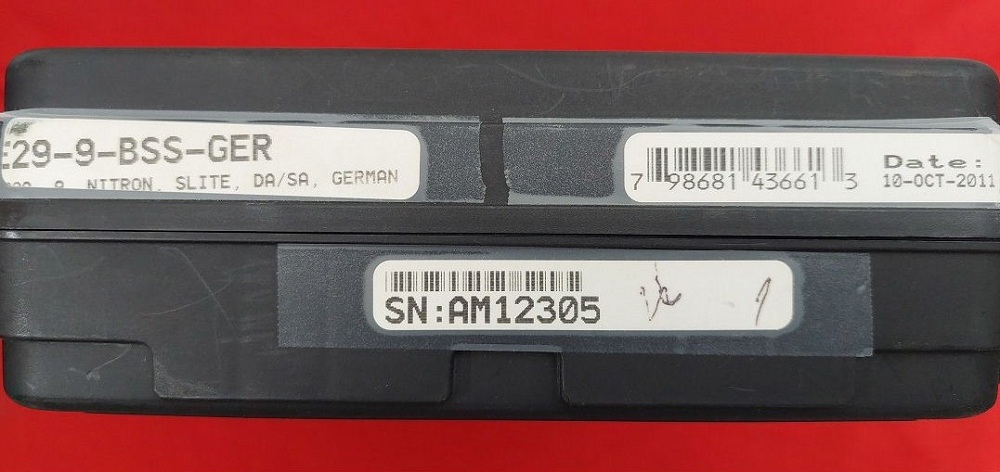 E29-9-BSS-GER
NITRON, SLITE, DA/SA, GERMAN
7 98681 43661 3
Date:
10-OCT-2011
SN:AM12305